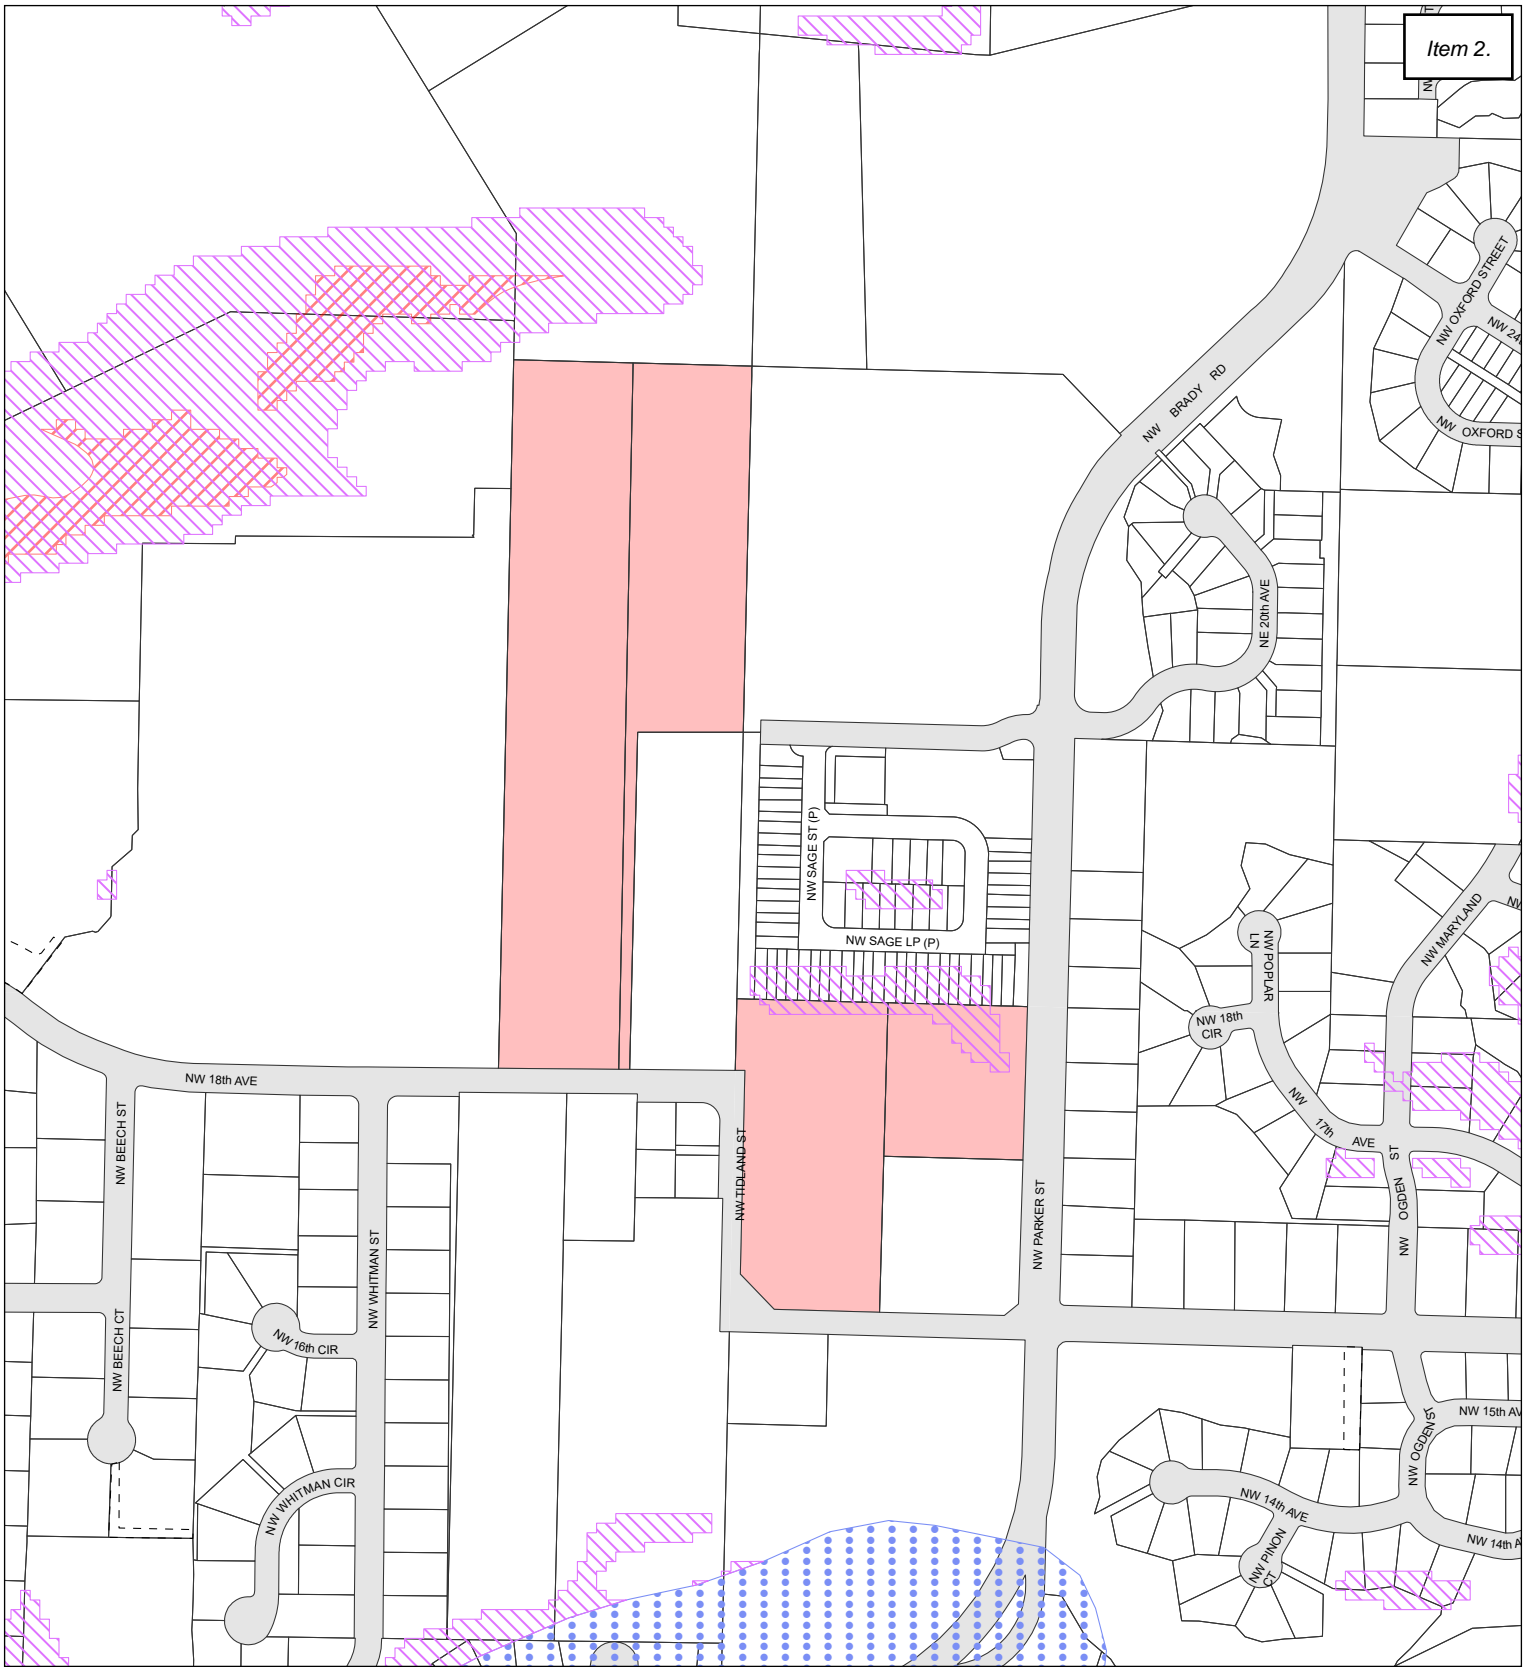 Item 2.
NW OXFORD STREET
NW BRADY RD
NW OXFORD S
NE 20th AVE
NW SAGE ST (P)
NW SAGE LP (P)
NW MARYLAND
NW POPLAR
LN
NW 18th
CIR
NW 18th AVE
NW 17th AVE
NW BEECH ST
NW TIDLAND ST
NW PARKER ST
NW OGDEN ST
NW WHITMAN ST
NW BEECH CT
NW 16th CIR
NW 15th AV
NW OGDEN ST
NW WHITMAN CIR
NW 14th AVE
NW PINON
CT
NW 14th A